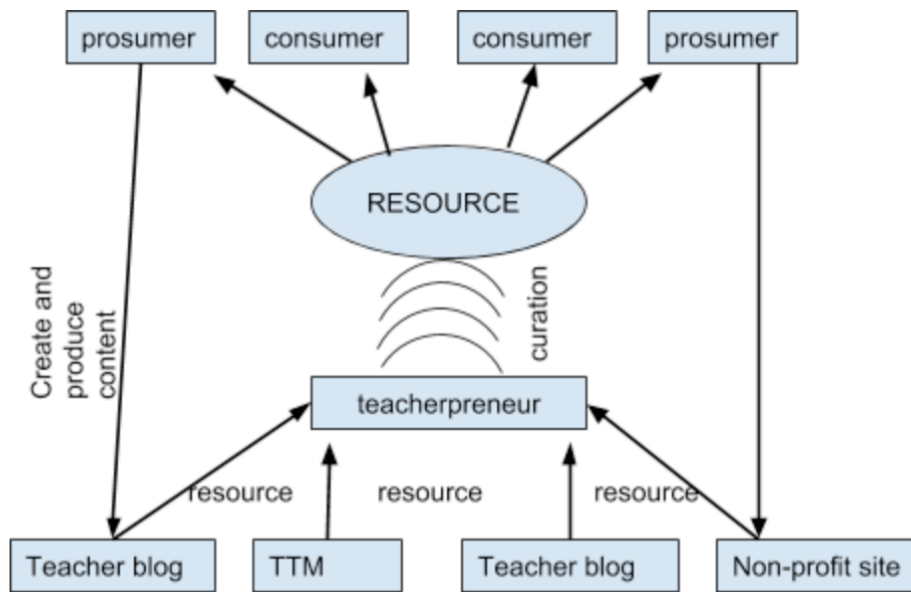 prosumer
consumer
consumer
prosumer
RESOURCE
curation
Create and
produce
content
teacherpreneur
resource
resource
resource
Teacher blog
TTM
Teacher blog
Non-profit site